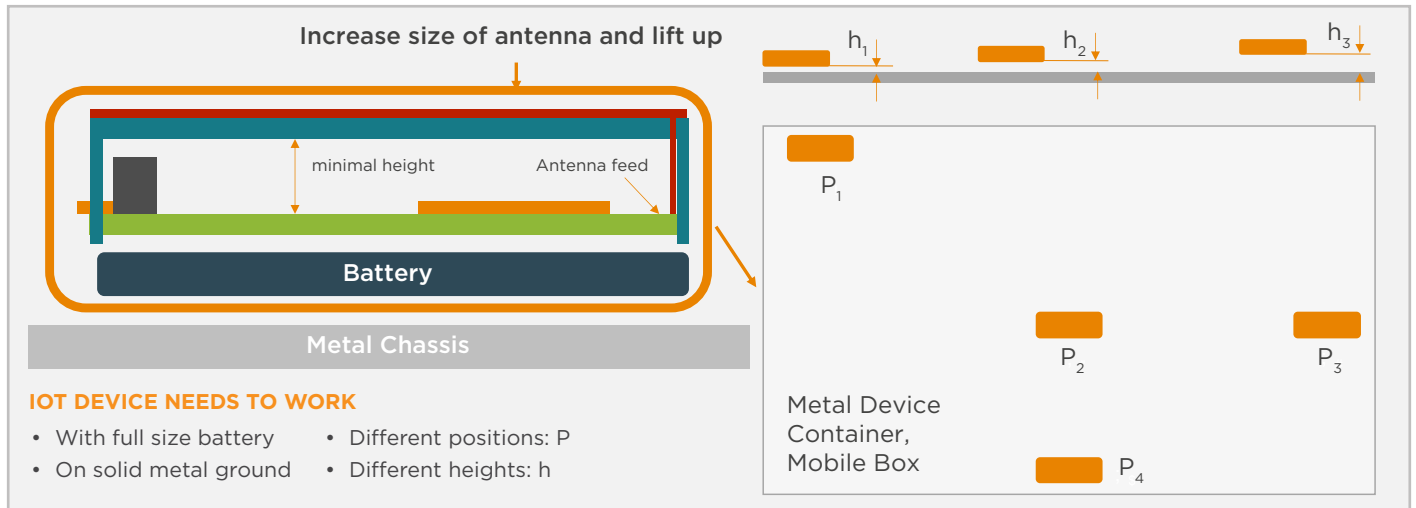 Increase size of antenna and lift up
h1
h2
h3
minimal height
Antenna feed
Battery
Metal Chassis
P1
P2
P3
Metal Device
Container,
Mobile Box
P4
IOT DEVICE NEEDS TO WORK
• With full size battery
• On solid metal ground
• Different positions: P
• Different heights: h